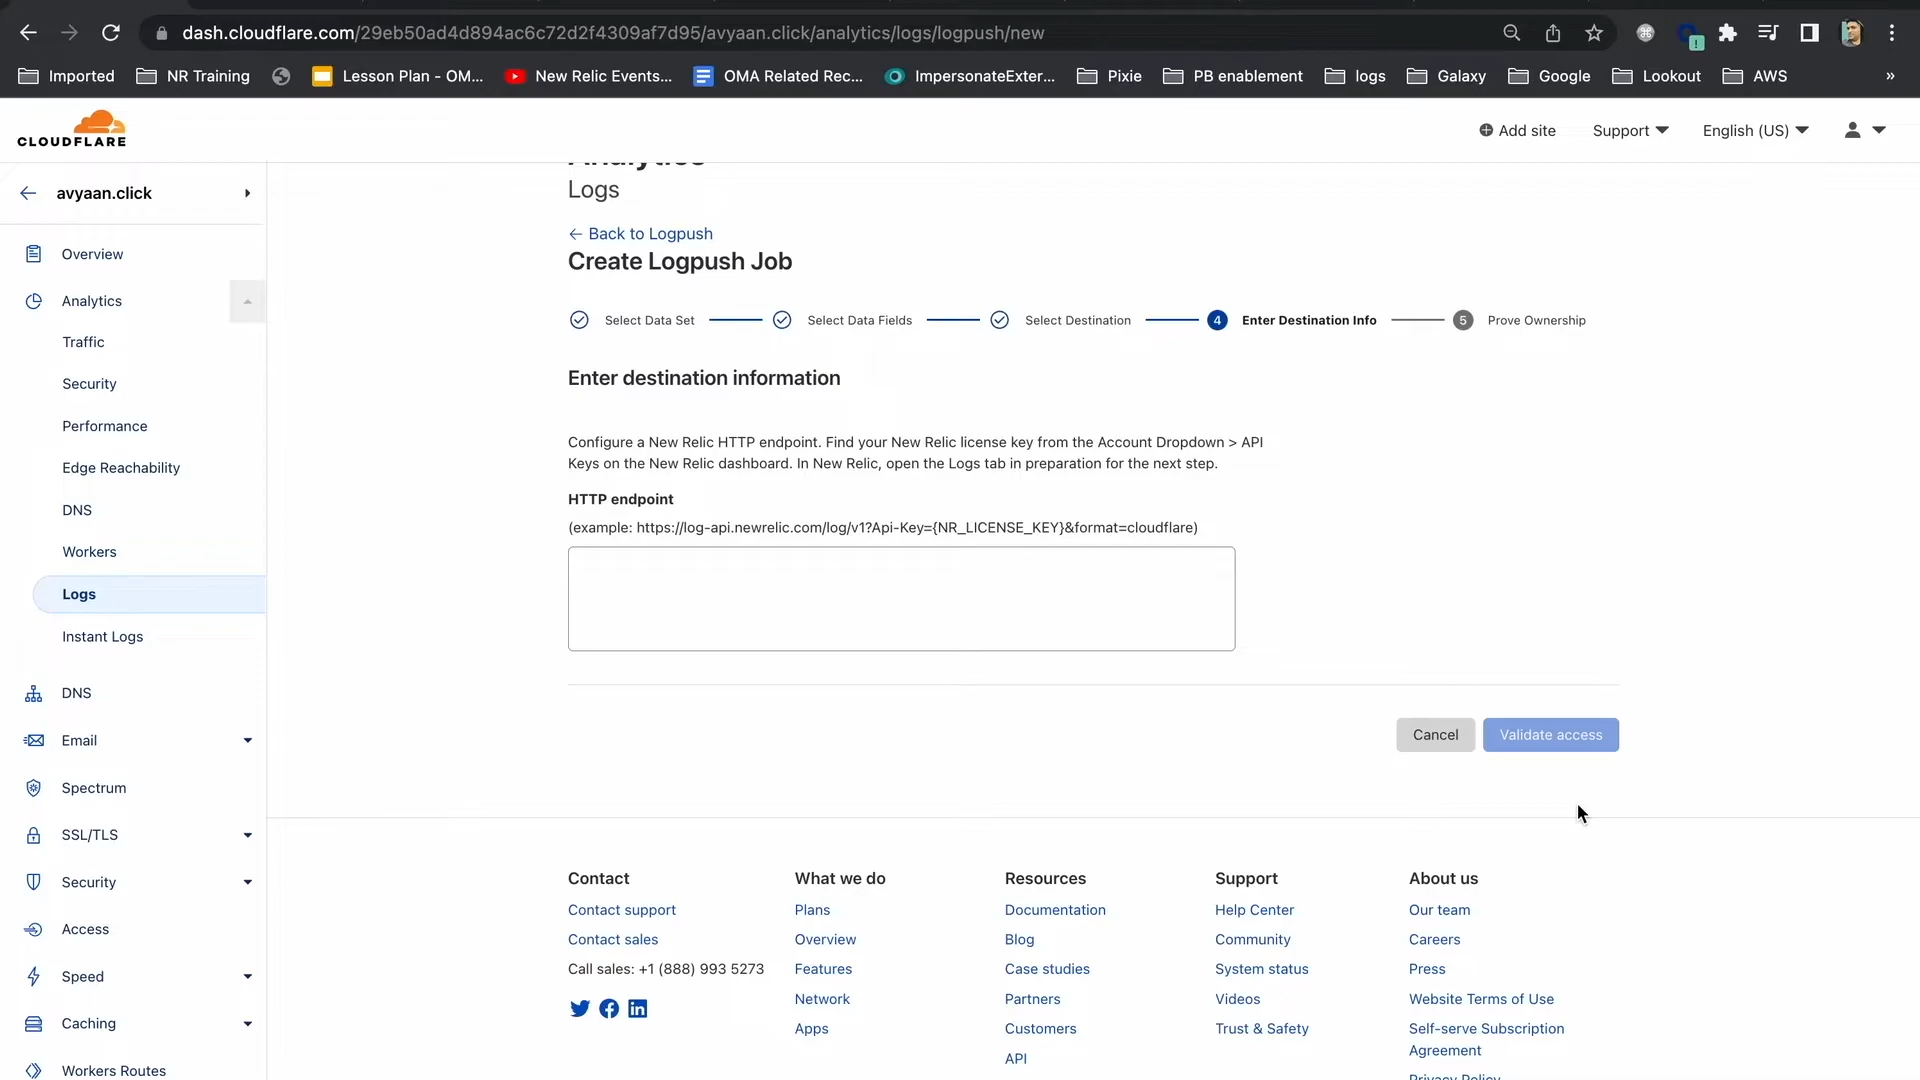 dash.cloudflare.com/29eb50ad4d894ac6c72d2f4309af7d95/avyaan.click/analytics/logs/logpush/new
Imported
NR Training
Lesson Plan - OM...
New Relic Events...
OMA Related Rec...
ImpersonateExter...
Pixie
PB enablement
logs
Galaxy
Google
Lookout
AWS
»
CLOUDFLARE
Add site
Support
English (US)
avyaan.click
Overview
Analytics
Traffic
Security
Performance
Edge Reachability
DNS
Workers
Logs
Instant Logs
DNS
Email
Spectrum
SSL/TLS
Security
Access
Speed
Caching
Workers Routes
Analytics
Logs
← Back to Logpush
Create Logpush Job
Select Data Set
Select Data Fields
Select Destination
4 Enter Destination Info
5 Prove Ownership
Enter destination information
Configure a New Relic HTTP endpoint. Find your New Relic license key from the Account Dropdown > API
Keys on the New Relic dashboard. In New Relic, open the Logs tab in preparation for the next step.
HTTP endpoint
(example: https://log-api.newrelic.com/log/v1?Api-Key={NR_LICENSE_KEY}&format=cloudflare)
Cancel
Validate access
Contact
Contact support
Contact sales
Call sales: +1 (888) 993 5273
What we do
Plans
Overview
Features
Network
Apps
Resources
Documentation
Blog
Case studies
Partners
Customers
API
Support
Help Center
Community
System status
Videos
Trust & Safety
About us
Our team
Careers
Press
Website Terms of Use
Self-serve Subscription
Agreement
Privacy Policy